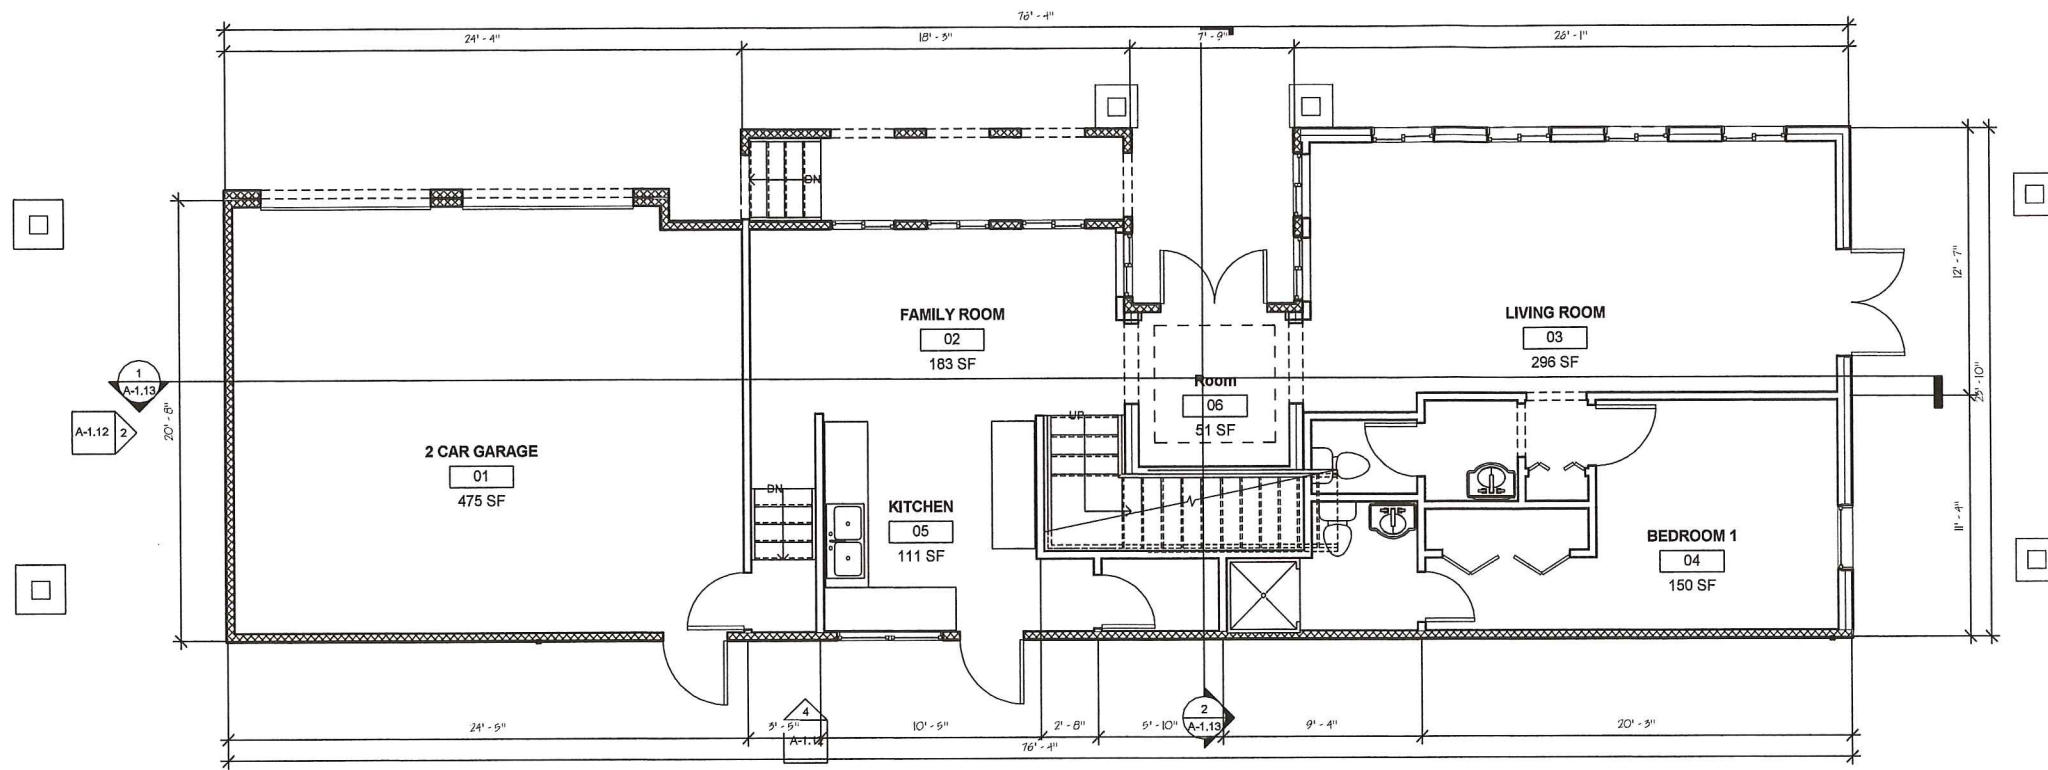 76' - 4"
24' - 4"
18' - 3"
7' - 9"
26' - 1"
DN
FAMILY ROOM
02
183 SF
LIVING ROOM
03
296 SF
12' - 7"
23' - 10"
1
A-1.13
A-1.12
2
20' - 8"
Room
06
51 SF
UP
2 CAR GARAGE
01
475 SF
DN
KITCHEN
05
111 SF
BEDROOM 1
04
150 SF
11' - 4"
24' - 5"
3' - 5"
4
10' - 5"
2' - 8"
5' - 10"
2
A-1.13
9' - 4"
20' - 3"
76' - 4"